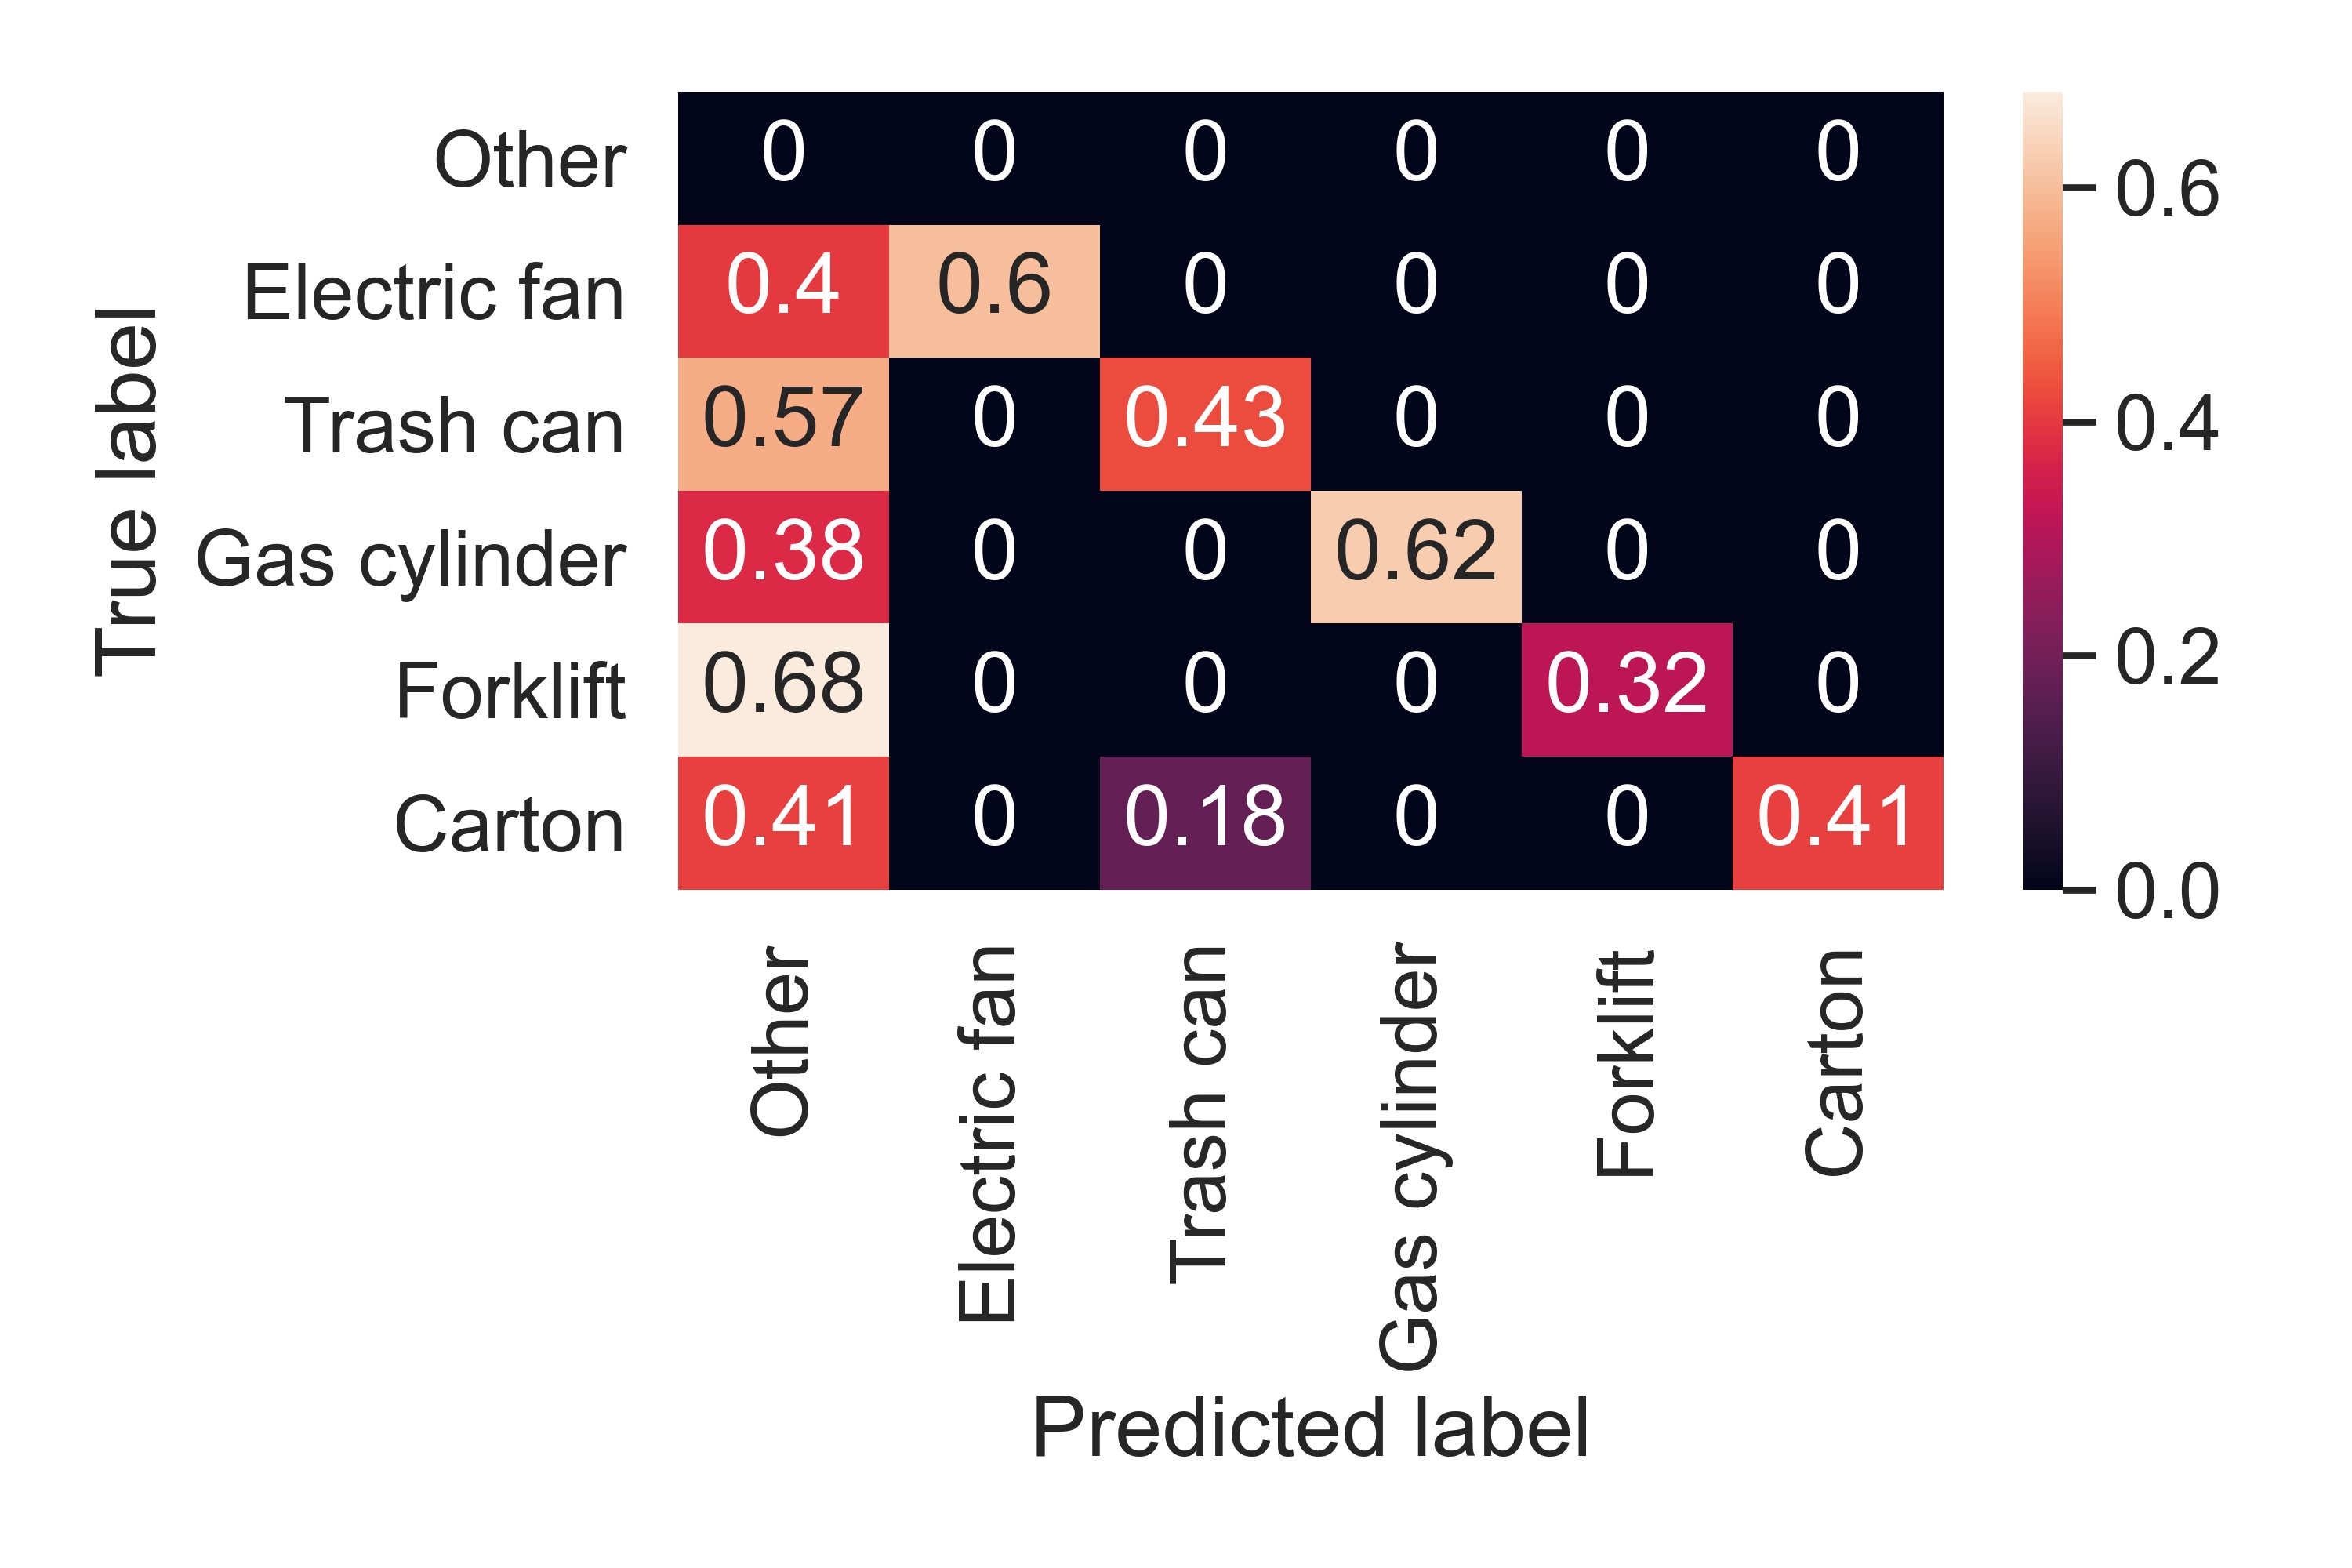 Other 0 0 0 0 0 0
Electric fan 0.4 0.6 0 0 0 0
Trash can 0.57 0 0.43 0 0 0
Gas cylinder 0.38 0 0 0.62 0 0
Forklift 0.68 0 0 0 0.32 0
Carton 0.41 0 0.18 0 0 0.41
True label
0.6
0.4
0.2
0.0
Other
Electric fan
Trash can
Gas cylinder
Forklift
Carton
Predicted label